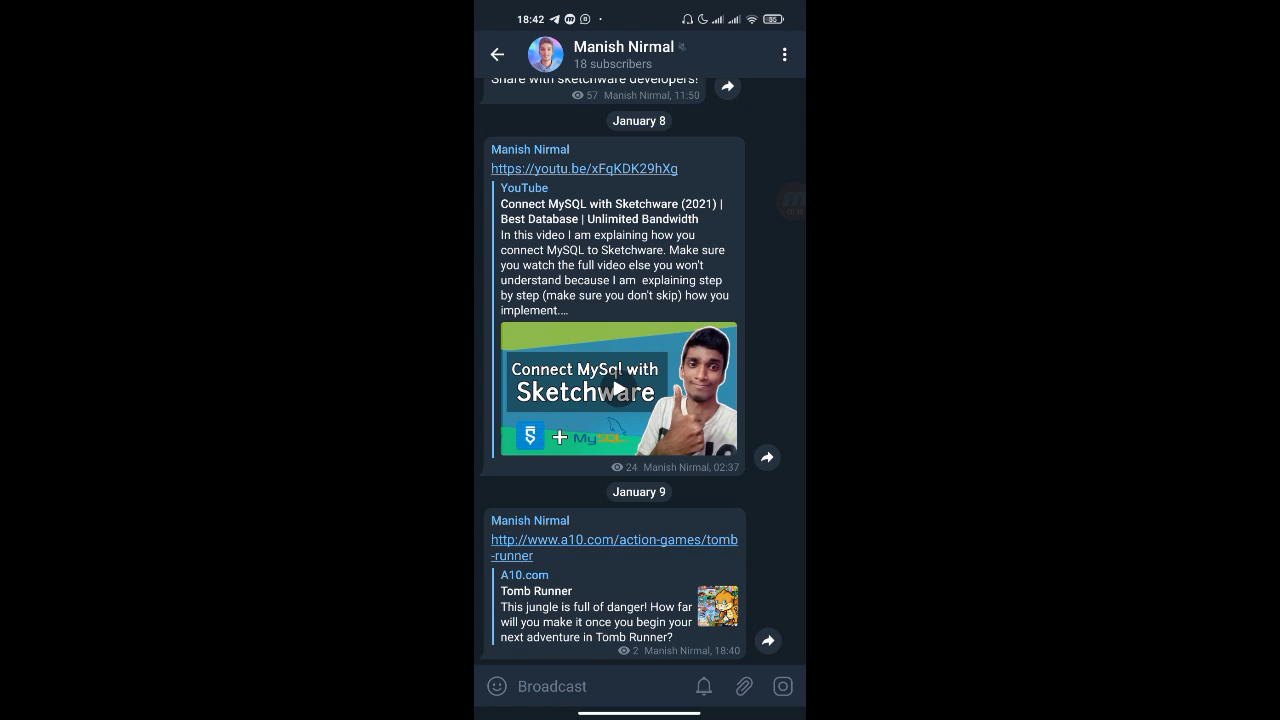 18:42
55
Manish Nirmal
18 subscribers
Share with sketchware developers!
57 Manish Nirmal, 11:50
January 8
Manish Nirmal
https://youtu.be/xFqKDK29hXg
YouTube
Connect MySQL with Sketchware (2021) |
Best Database | Unlimited Bandwidth
In this video I am explaining how you
connect MySQL to Sketchware. Make sure
you watch the full video else you won't
understand because I am explaining step
by step (make sure you don't skip) how you
implement....
Connect MySql with
Sketchware
+ MySQL
24 Manish Nirmal, 02:37
January 9
Manish Nirmal
http://www.a10.com/action-games/tomb
-runner
A10.com
Tomb Runner
This jungle is full of danger! How far
will you make it once you begin your
next adventure in Tomb Runner?
2 Manish Nirmal, 18:40
Broadcast